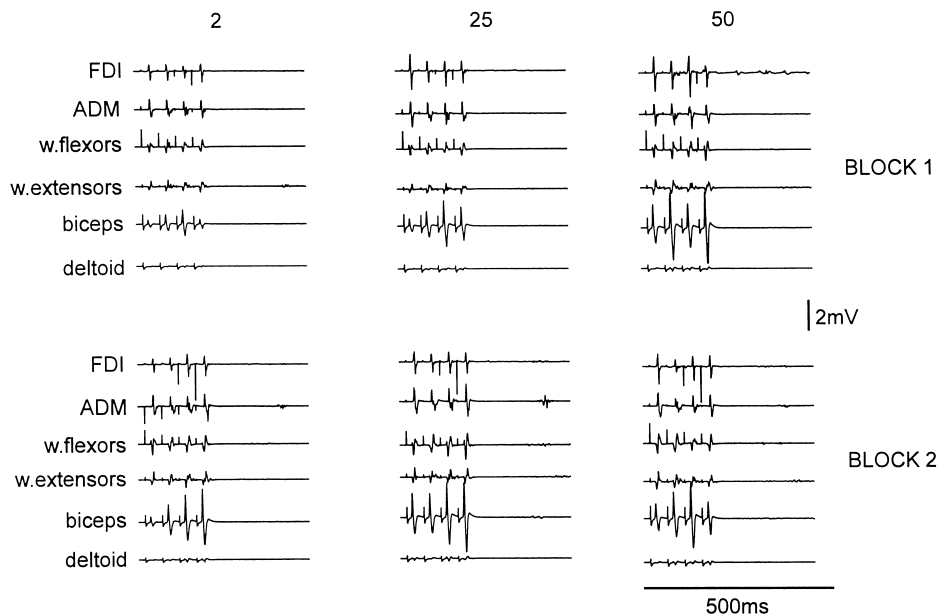 2 25 50
FDI
ADM
w.flexors
w.extensors
biceps
deltoid
BLOCK 1
2mV
FDI
ADM
w.flexors
w.extensors
biceps
deltoid
BLOCK 2
500ms